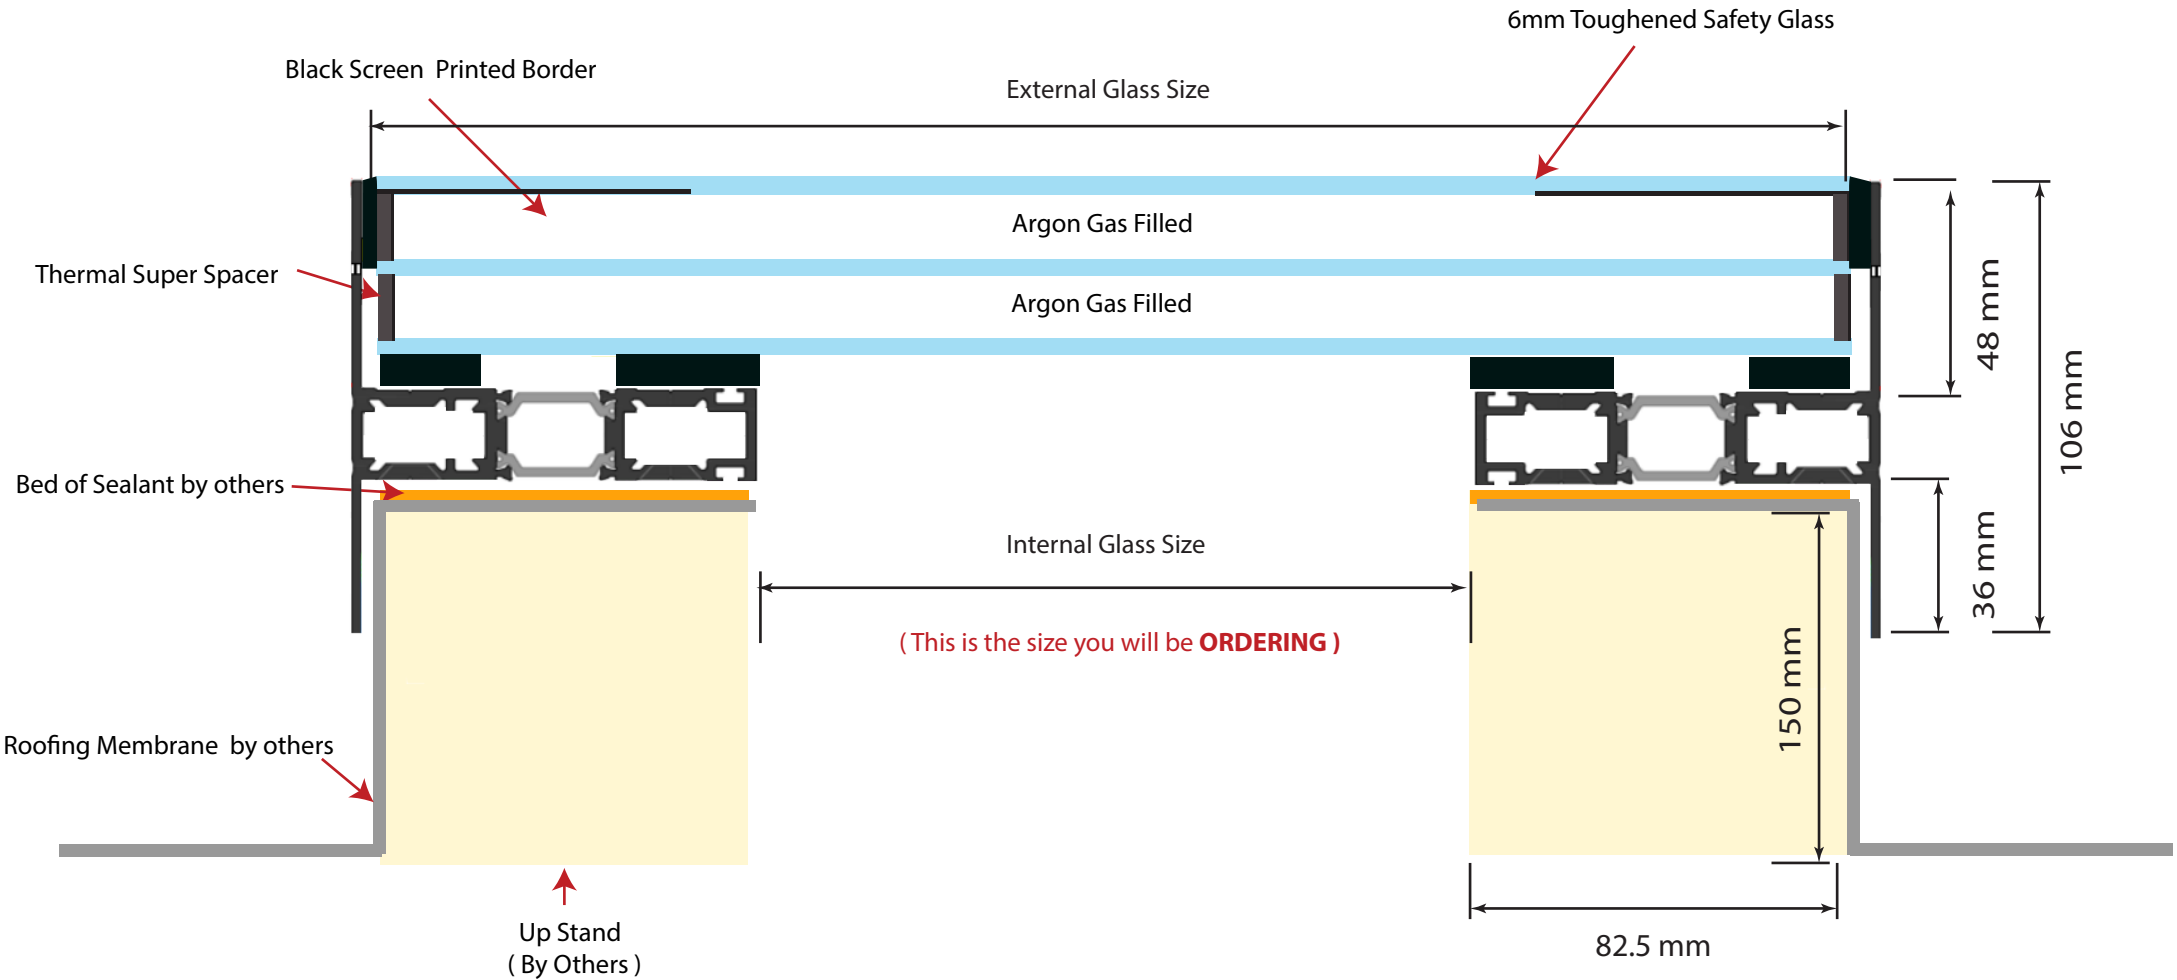 6mm Toughened Safety Glass
Black Screen Printed Border
External Glass Size
Argon Gas Filled
Thermal Super Spacer
Argon Gas Filled
48 mm
106 mm
Bed of Sealant by others
36 mm
Internal Glass Size
( This is the size you will be ORDERING )
150 mm
Roofing Membrane by others
82.5 mm
Up Stand
( By Others )